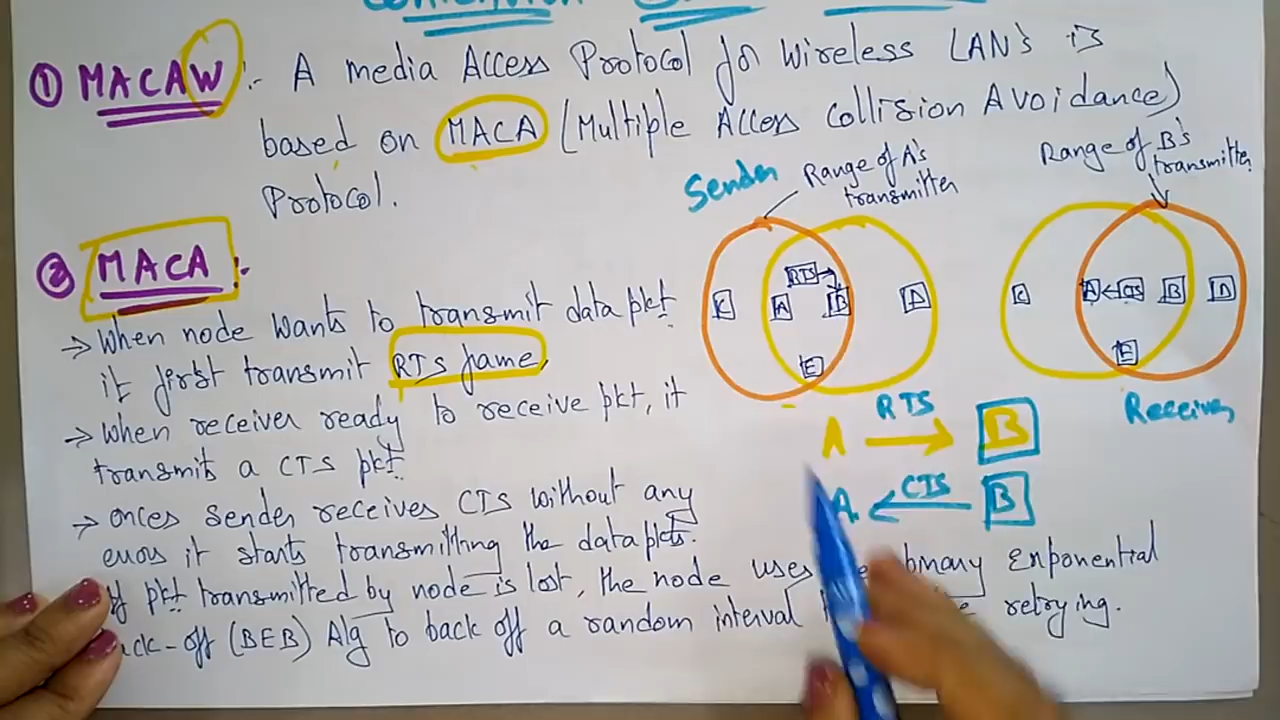 ① MACAW :- A media Access Protocol for Wireless LAN's is
based on MACA (Multiple Access Collision Avoidance)
Protocol.
② MACA :
→ When node wants to transmit data pkt
it first transmit RTS frame,
→ When receiver ready to receive pkt, it
transmits a CTS pkt
→ onces sender receives CTS without any
it starts transmitting the data pkts.
pkt transmitted by node is lost, the node uses binary Exponential
ck-off (BEB) Alg to back off a random interval retrying.
Sender
Range of A's
transmitter
Range of B's
transmitter
C
A
RTS
B
D
E
C
A
CTS
B
D
E
Receiver
A RTS B
A CTS B